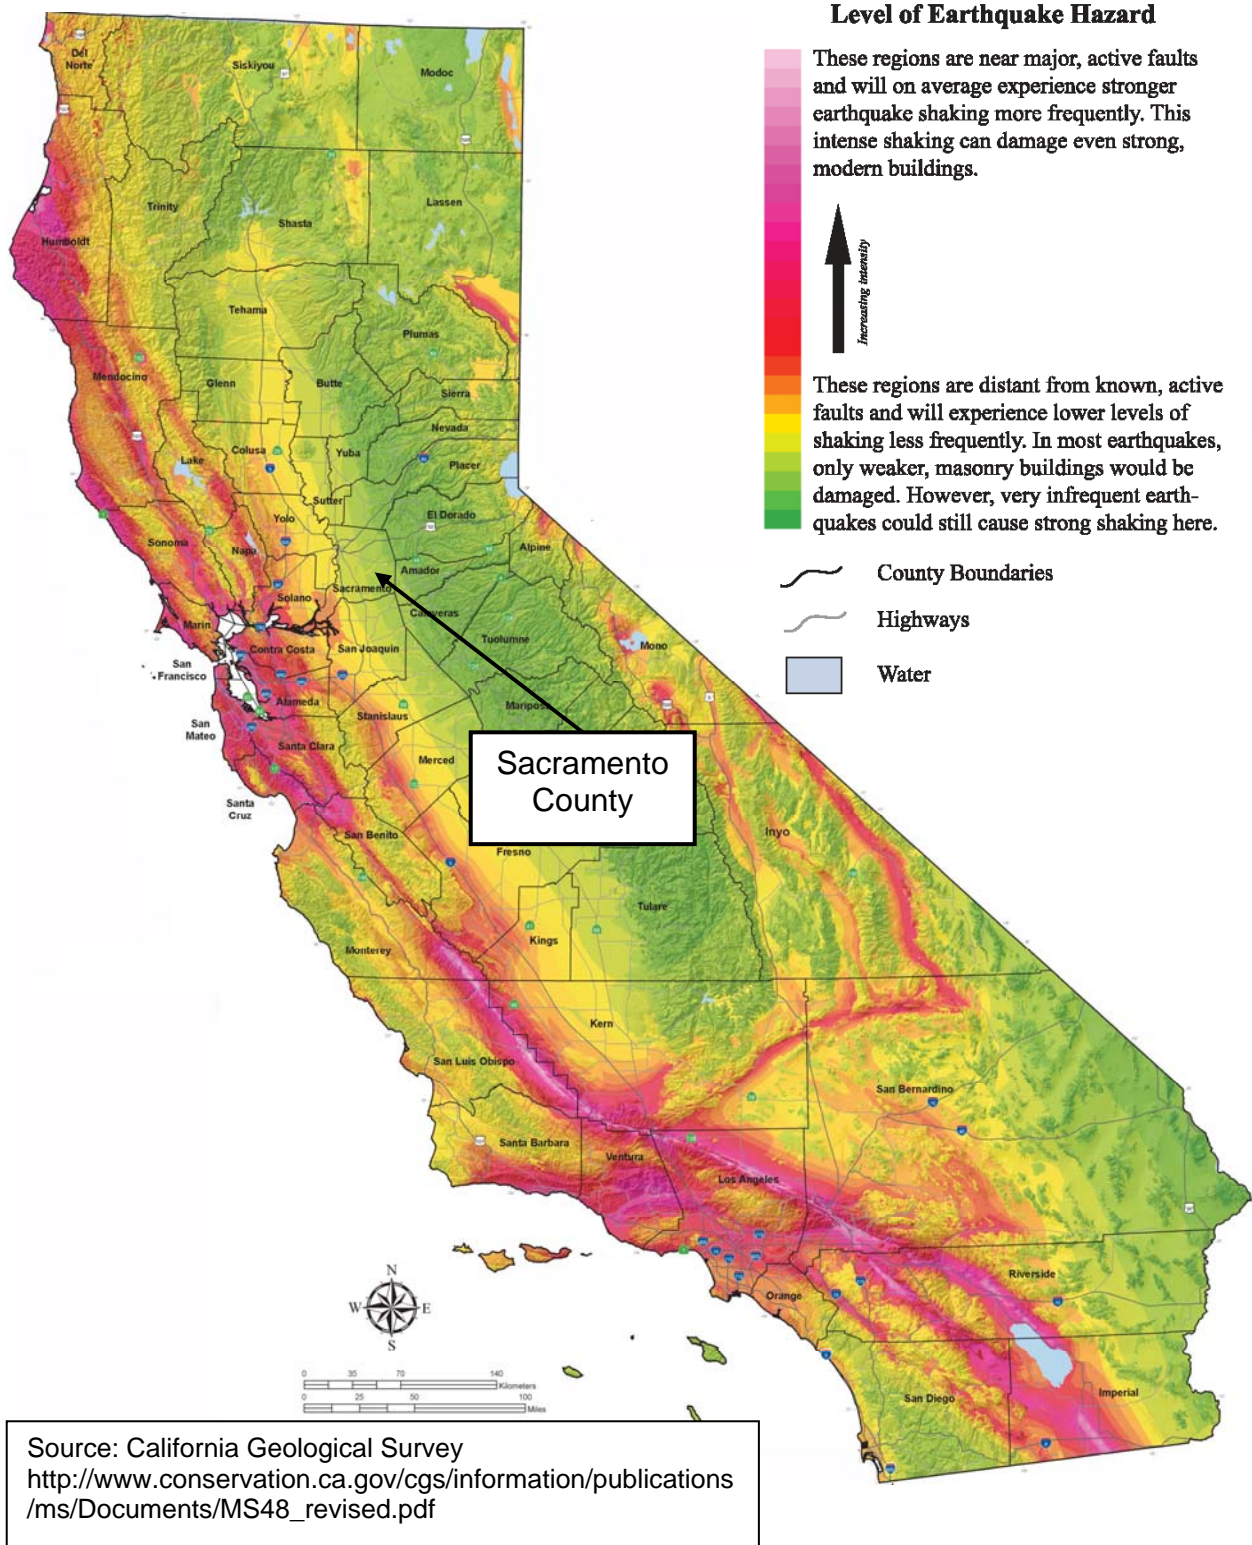 Level of Earthquake Hazard
These regions are near major, active faults
and will on average experience stronger
earthquake shaking more frequently. This
intense shaking can damage even strong,
modern buildings.
Increasing intensity
These regions are distant from known, active
faults and will experience lower levels of
shaking less frequently. In most earthquakes,
only weaker, masonry buildings would be
damaged. However, very infrequent earth-
quakes could still cause strong shaking here.
County Boundaries
Highways
Water
Del
Norte
Siskiyou
Modoc
Trinity
Shasta
Lassen
Humboldt
Tehama
Plumas
Mendocino
Glenn
Butte
Sierra
Nevada
Colusa
Yuba
Lake
Placer
Sutter
El Dorado
Yolo
Sonoma
Napa
Alpine
Amador
Sacramento
Solano
Calaveras
Marin
Tuolumne
Contra Costa
San Joaquin
Mono
San
Francisco
Alameda
Mariposa
Stanislaus
San
Mateo
Santa Clara
Merced
Sacramento
County
Santa
Cruz
San Benito
Inyo
Fresno
Tulare
Kings
Monterey
Kern
San Luis Obispo
San Bernardino
Santa Barbara
Ventura
Los Angeles
Riverside
Orange
San Diego
Imperial
N
W
E
S
0 35 70 140
Kilometers
0 25 50 100
Miles
Source: California Geological Survey
http://www.conservation.ca.gov/cgs/information/publications
/ms/Documents/MS48_revised.pdf